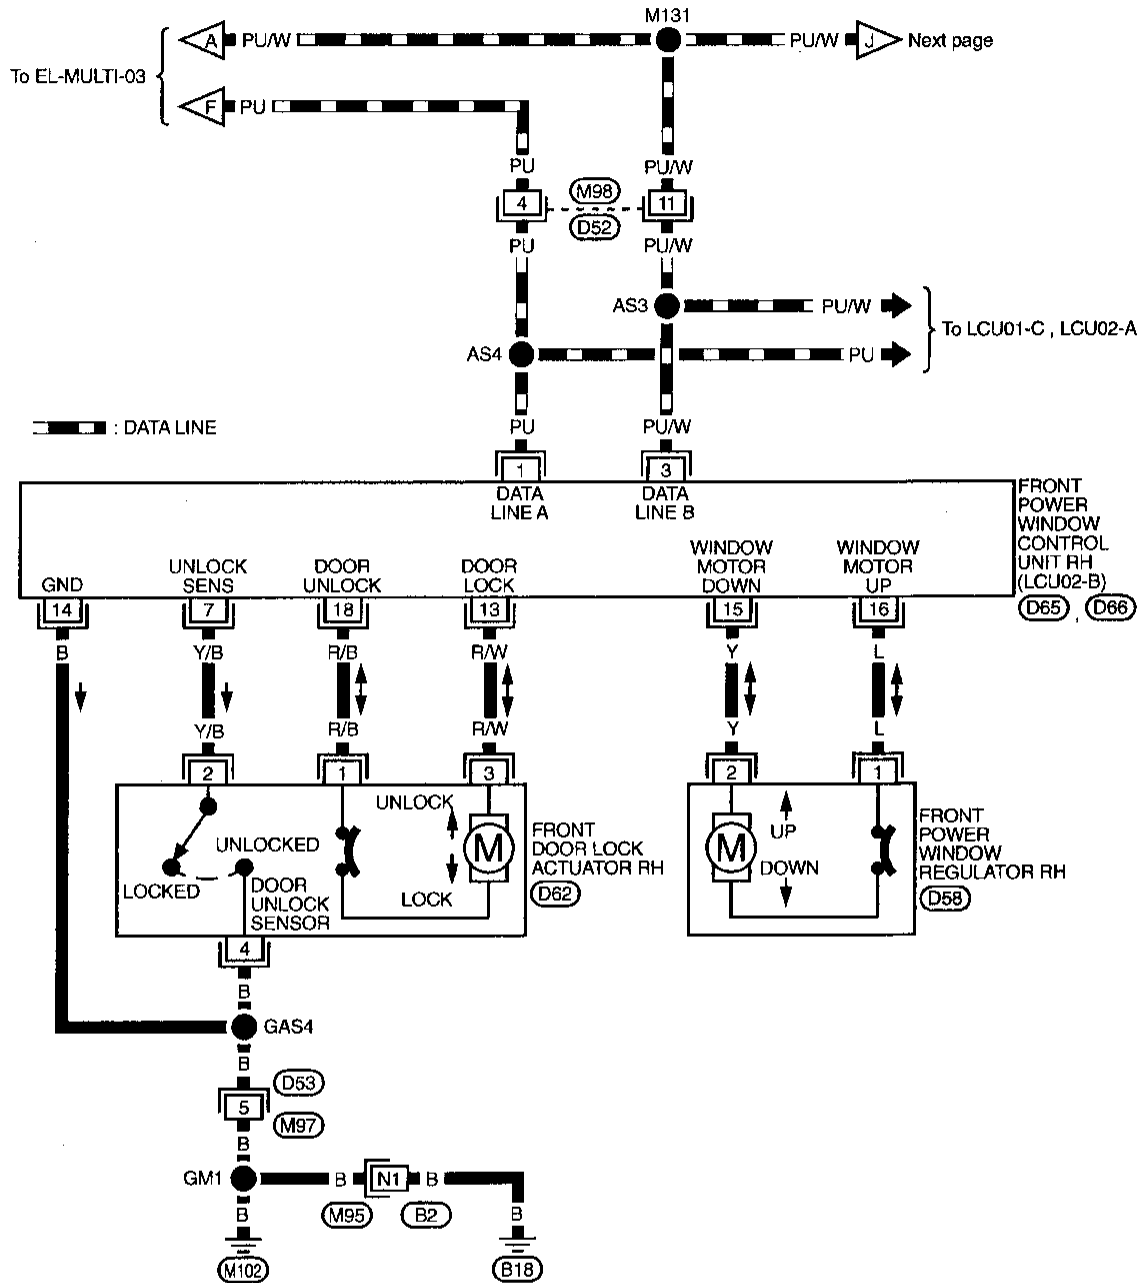 M131
A PU/W PU/W J Next page
To EL-MULTI-03
F PU
PU PU/W
4 M98 11
D52
PU PU/W
AS3 PU/W
To LCU01-C , LCU02-A
AS4 PU
: DATA LINE
PU PU/W
1 3
DATA LINE A
DATA LINE B
FRONT
POWER
WINDOW
CONTROL
UNIT RH
(LCU02-B)
D65 , D66
GND
UNLOCK SENS
DOOR UNLOCK
DOOR LOCK
WINDOW MOTOR DOWN
WINDOW MOTOR UP
14 7 18 13 15 16
B Y/B R/B R/W Y L
Y/B R/B R/W Y L
2 1 3 2 1
UNLOCK
M
LOCK
UNLOCKED
LOCKED
DOOR
UNLOCK
SENSOR
FRONT
DOOR LOCK
ACTUATOR RH
D62
M
UP
DOWN
FRONT
POWER
WINDOW
REGULATOR RH
D58
4
B
GAS4
B
D53
5
M97
B
GM1 B N1 B
M95 B2
B B
M102 B18